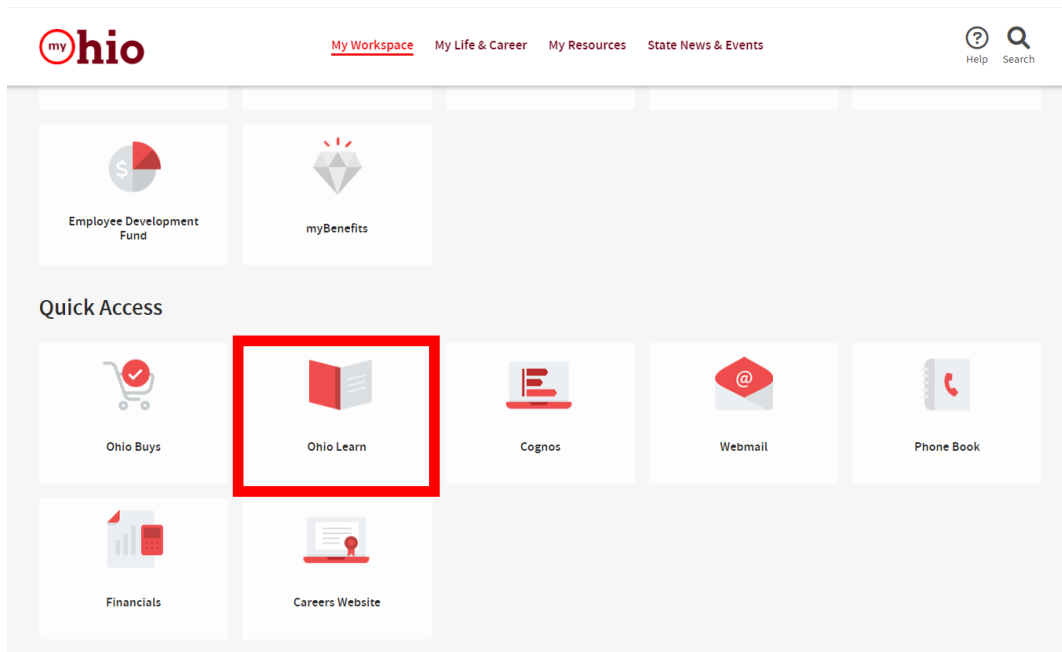 my Ohio
My Workspace My Life & Career My Resources State News & Events
? Help Search
$
Employee Development
Fund
myBenefits
Quick Access
@
Ohio Buys Ohio Learn Cognos Webmail Phone Book
Financials Careers Website